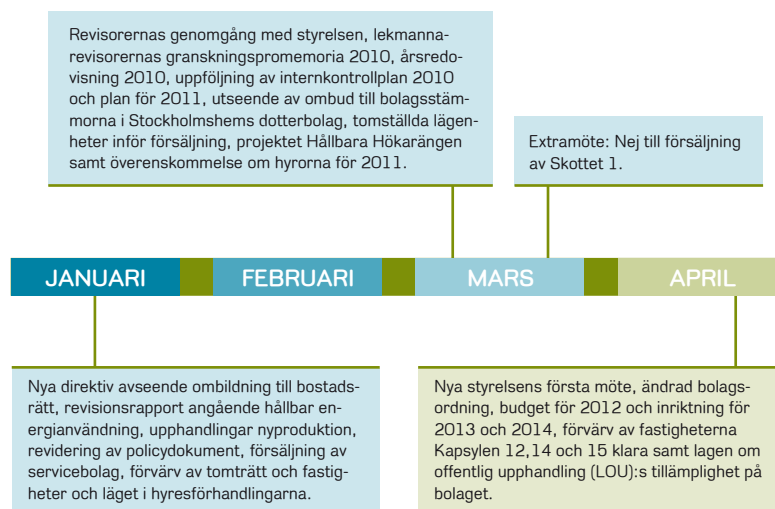 Revisorernas genomgång med styrelsen, lekmanna-
revisorernas granskningspromemoria 2010, årsredo-
visning 2010, uppföljning av internkontrollplan 2010
och plan för 2011, utseende av ombud till bolagsstäm-
morna i Stockholmshems dotterbolag, tomställda lägen-
heter inför försäljning, projektet Hållbara Hökarängen
samt överenskommelse om hyrorna för 2011.
Extramöte: Nej till försäljning
av Skottet 1.
JANUARI
FEBRUARI
MARS
APRIL
Nya direktiv avseende ombildning till bostads-
rätt, revisionsrapport angående hållbar en-
ergianvändning, upphandlingar nyproduktion,
revidering av policydokument, försäljning av
servicebolag, förvärv av tomträtt och fastig-
heter och läget i hyresförhandlingarna.
Nya styrelsens första möte, ändrad bolags-
ordning, budget för 2012 och inriktning för
2013 och 2014, förvärv av fastigheterna
Kapsylen 12,14 och 15 klara samt lagen om
offentlig upphandling (LOU):s tillämplighet på
bolaget.